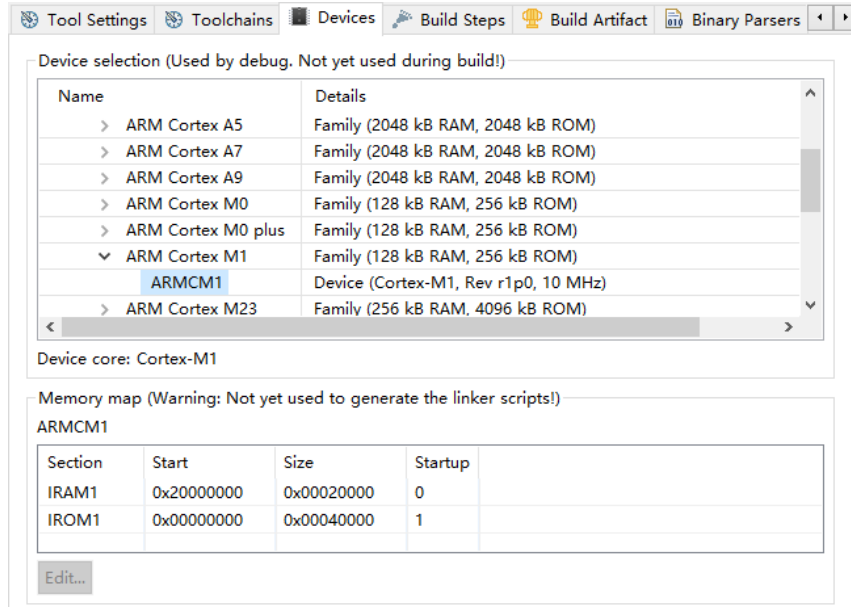 Tool Settings Toolchains Devices Build Steps Build Artifact Binary Parsers
Device selection (Used by debug. Not yet used during build!)
Name Details
ARM Cortex A5 Family (2048 kB RAM, 2048 kB ROM)
ARM Cortex A7 Family (2048 kB RAM, 2048 kB ROM)
ARM Cortex A9 Family (2048 kB RAM, 2048 kB ROM)
ARM Cortex M0 Family (128 kB RAM, 256 kB ROM)
ARM Cortex M0 plus Family (128 kB RAM, 256 kB ROM)
ARM Cortex M1 Family (128 kB RAM, 256 kB ROM)
ARMCM1 Device (Cortex-M1, Rev r1p0, 10 MHz)
ARM Cortex M23 Family (256 kB RAM, 4096 kB ROM)
Device core: Cortex-M1
Memory map (Warning: Not yet used to generate the linker scripts!)
ARMCM1
Section Start Size Startup
IRAM1 0x20000000 0x00020000 0
IROM1 0x00000000 0x00040000 1
Edit...